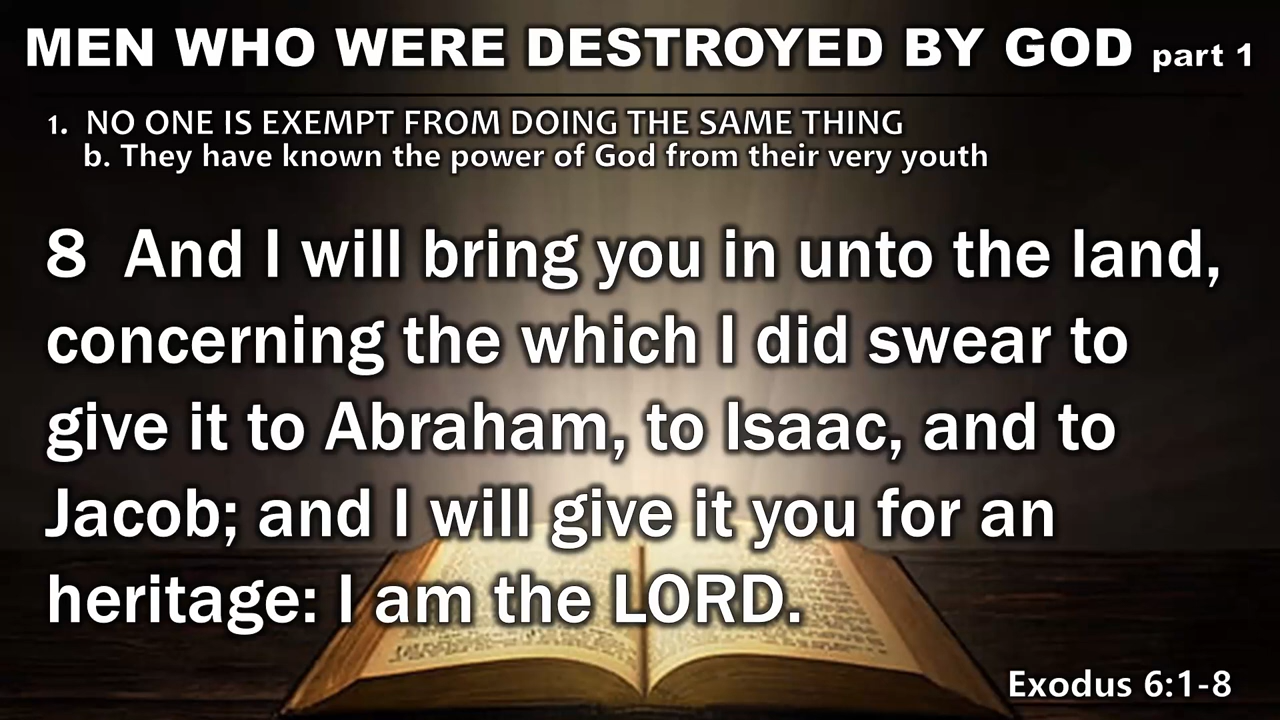 MEN WHO WERE DESTROYED BY GOD part 1
1. NO ONE IS EXEMPT FROM DOING THE SAME THING
b. They have known the power of God from their very youth
8 And I will bring you in unto the land,
concerning the which I did swear to
give it to Abraham, to Isaac, and to
Jacob; and I will give it you for an
heritage: I am the LORD.
Exodus 6:1-8